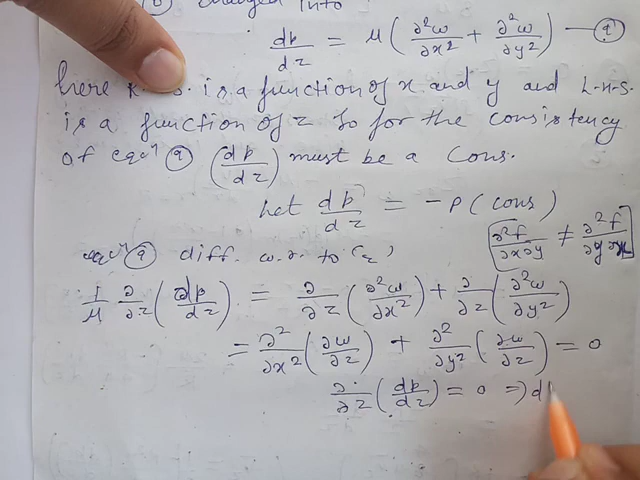 (b) changed into
dp/dz = μ(∂²w/∂x² + ∂²w/∂y²) — (9)
here R. S. is a function of x and y and L-H-S.
is a function of z so for the consistency
of eqⁿ (9) (dp/dz) must be a cons.
Let dp/dz = -P (cons)
[∂²f/∂x∂y ≠ ∂²f/∂y∂x]
eqⁿ (9) diff. w.r. to (z)
1/μ ∂/∂z (∂p/dz) = ∂/∂z (∂²w/∂x²) + ∂/∂z (∂²w/∂y²)
= ∂²/∂x² (∂w/∂z) + ∂²/∂y² (∂w/∂z) = 0
∂/∂z (dp/dz) = 0 => d